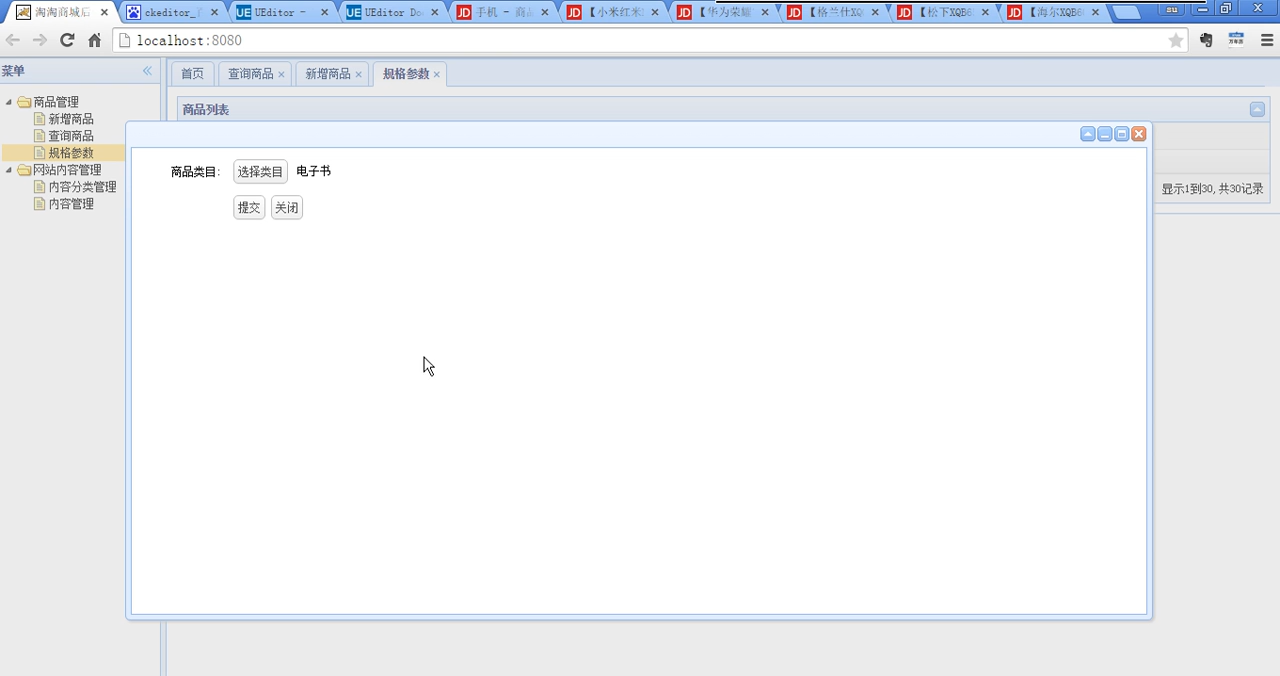 淘淘商城后
ckeditor_
UEditor -
UEditor Do
手机 - 商品
【小米红米
【华为荣耀
【格兰仕XQ
【松下XQB6
【海尔XQB6
su
localhost:8080
菜单
首页
查询商品
新增商品
规格参数
商品列表
商品管理
新增商品
查询商品
规格参数
网站内容管理
内容分类管理
内容管理
商品类目:
选择类目
电子书
提交
关闭
显示1到30, 共30记录